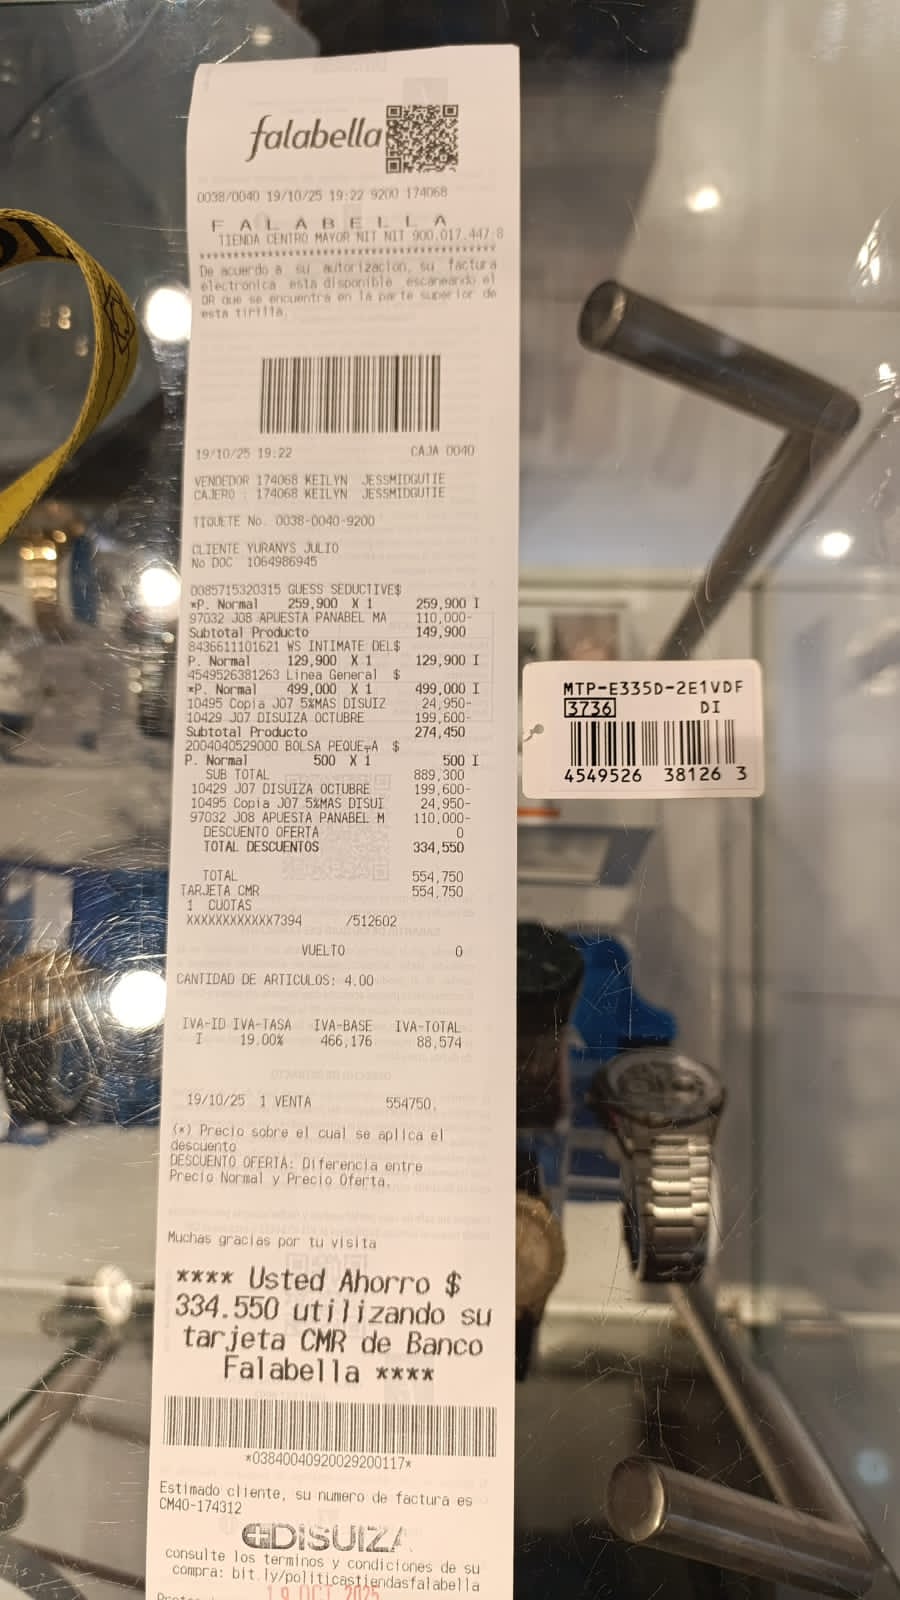 falabella
0038/0040 19/10/25 19:22 9200 174068
F A L A B E L L A
TIENDA CENTRO MAYOR NIT NIT 900.017.447-8
******************************************
De acuerdo a su autorizacion, su factura
electronica esta disponible escaneando el
QR que se encuentra en la parte superior de
esta tirilla.
19/10/25 19:22 CAJA 0040
VENDEDOR 174068 KEILYN JESSMIDGUTIE
CAJERO : 174068 KEILYN JESSMIDGUTIE
TIQUETE No. 0038-0040-9200
CLIENTE YURANYS JULIO
No DOC 1064986945
0085715320315 GUESS SEDUCTIVE$
*P. Normal 259,900 X 1 259,900 I
97032 J08 APUESTA PANABEL MA 110,000-
Subtotal Producto 149,900
8436611101621 WS INTIMATE DEL$
P. Normal 129,900 X 1 129,900 I
4549526381263 Linea General $
*P. Normal 499,000 X 1 499,000 I
10495 Copia J07 5%MAS DISUIZ 24,950-
10429 J07 DISUIZA OCTUBRE 199,600-
Subtotal Producto 274,450
2004040529000 BOLSA PEQUE┬A $
P. Normal 500 X 1 500 I
SUB TOTAL 889,300
10429 J07 DISUIZA OCTUBRE 199,600-
10495 Copia J07 5%MAS DISUI 24,950-
97032 J08 APUESTA PANABEL M 110,000-
DESCUENTO OFERTA 0
TOTAL DESCUENTOS 334,550
TOTAL 554,750
TARJETA CMR 554,750
1 CUOTAS
XXXXXXXXXXXX7394 /512602
VUELTO 0
CANTIDAD DE ARTICULOS: 4.00
IVA-ID IVA-TASA IVA-BASE IVA-TOTAL
I 19.00% 466,176 88,574
19/10/25 1 VENTA 554750,
(*) Precio sobre el cual se aplica el
descuento
DESCUENTO OFERTA: Diferencia entre
Precio Normal y Precio Oferta.
Muchas gracias por tu visita
**** Usted Ahorro $
334.550 utilizando su
tarjeta CMR de Banco
Falabella ****
*03840040920029200117*
Estimado cliente, su numero de factura es
CM40-174312
DISUIZA
consulte los terminos y condiciones de su
compra: bit.ly/politicastiendasfalabella
19 OCT 2025
MTP-E335D-2E1VDF
3736 DI
4549526 38126 3